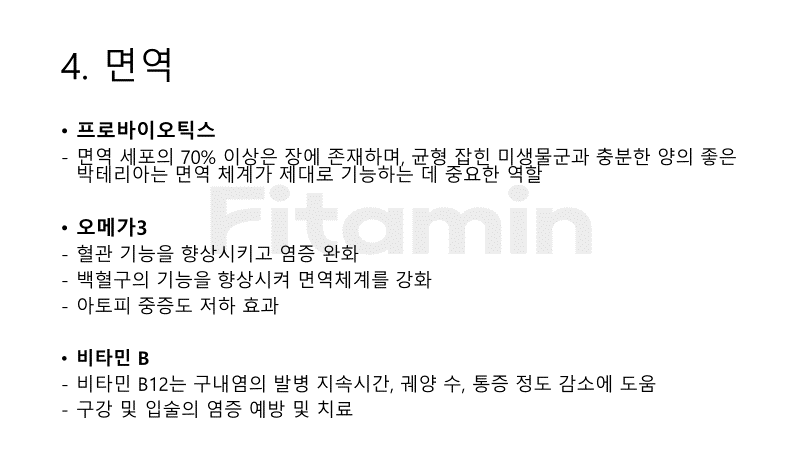 4. 면역
• 프로바이오틱스
- 면역 세포의 70% 이상은 장에 존재하며, 균형 잡힌 미생물군과 충분한 양의 좋은
박테리아는 면역 체계가 제대로 기능하는 데 중요한 역할
Fitamin
• 오메가3
- 혈관 기능을 향상시키고 염증 완화
- 백혈구의 기능을 향상시켜 면역체계를 강화
- 아토피 중증도 저하 효과
• 비타민 B
- 비타민 B12는 구내염의 발병 지속시간, 궤양 수, 통증 정도 감소에 도움
- 구강 및 입술의 염증 예방 및 치료